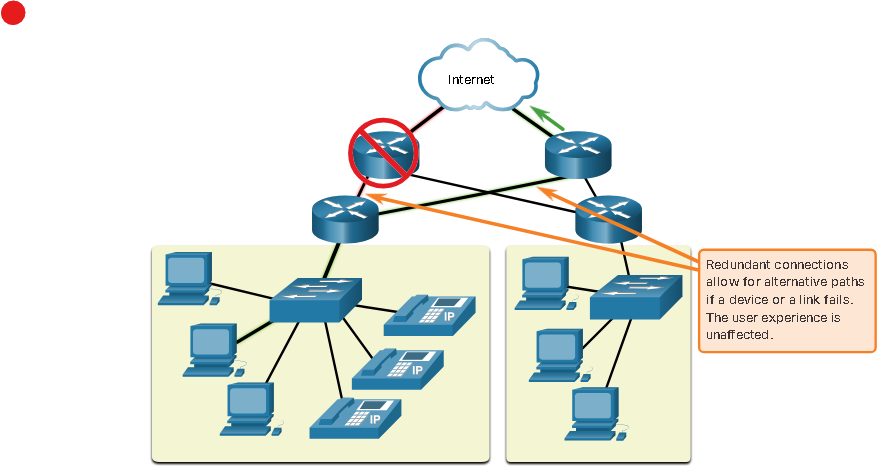 Internet
Redundant connections
allow for alternative paths
if a device or a link fails.
The user experience is
unaffected.
IP
IP
IP